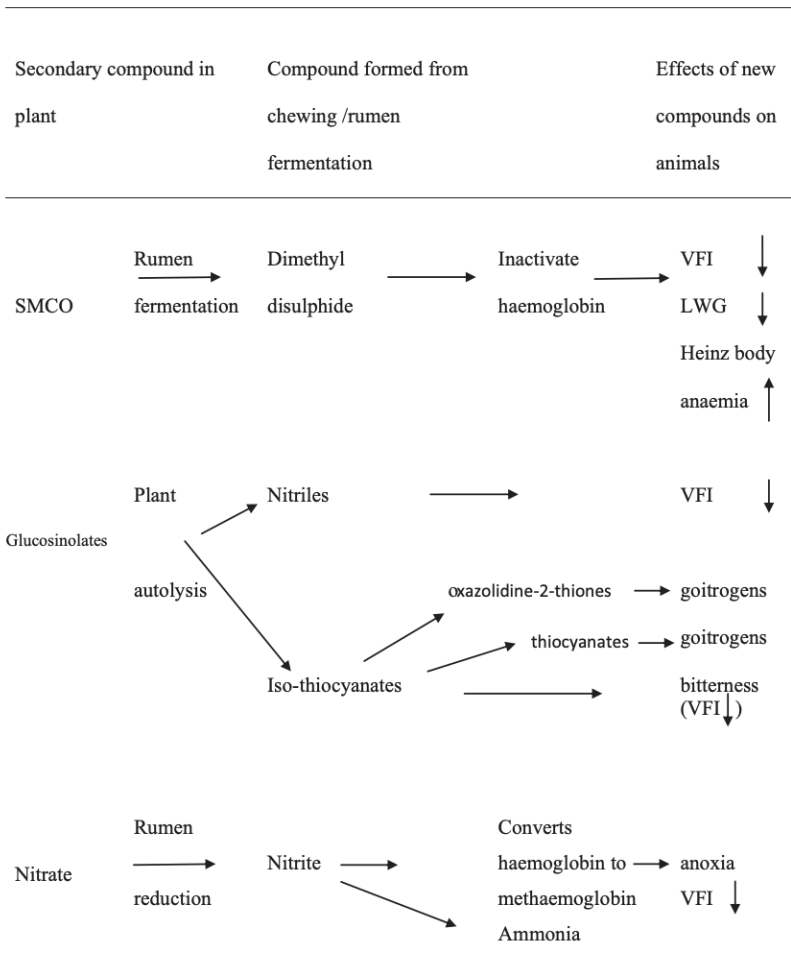 Secondary compound in Compound formed from Effects of new
plant chewing /rumen compounds on
fermentation animals
Rumen Dimethyl Inactivate VFI
SMCO fermentation disulphide haemoglobin LWG
Heinz body
anaemia
Plant Nitriles VFI
Glucosinolates
autolysis oxazolidine-2-thiones goitrogens
thiocyanates goitrogens
Iso-thiocyanates bitterness
(VFI )
Rumen Converts
Nitrate Nitrite haemoglobin to anoxia
reduction methaemoglobin VFI
Ammonia